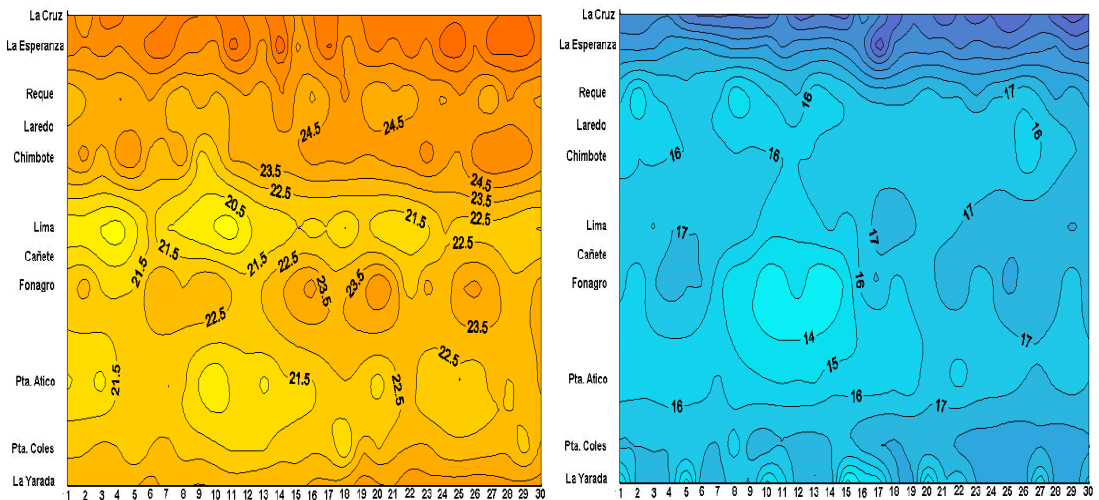 La Cruz
La Esperanza
Reque
Laredo
Chimbote
Lima
Cañete
Fonagro
Pta. Atico
Pta. Coles
La Yarada
24.5
24.5
23.5
24.5
22.5
23.5
20.5
21.5
22.5
21.5
21.5
22.5
22.5
21.5
23.5
23.5
22.5
23.5
22.5
21.5
21.5
22.5
1 2 3 4 5 6 7 8 9 10 11 12 13 14 15 16 17 18 19 20 21 22 23 24 25 26 27 28 29 30
La Cruz
La Esperanza
Reque
Laredo
Chimbote
Lima
Cañete
Fonagro
Pta. Atico
Pta. Coles
La Yarada
17
16
16
16
16
17
17
17
17
16
14
17
15
16
16
17
1 2 3 4 5 6 7 8 9 10 11 12 13 14 15 16 17 18 19 20 21 22 23 24 25 26 27 28 29 30